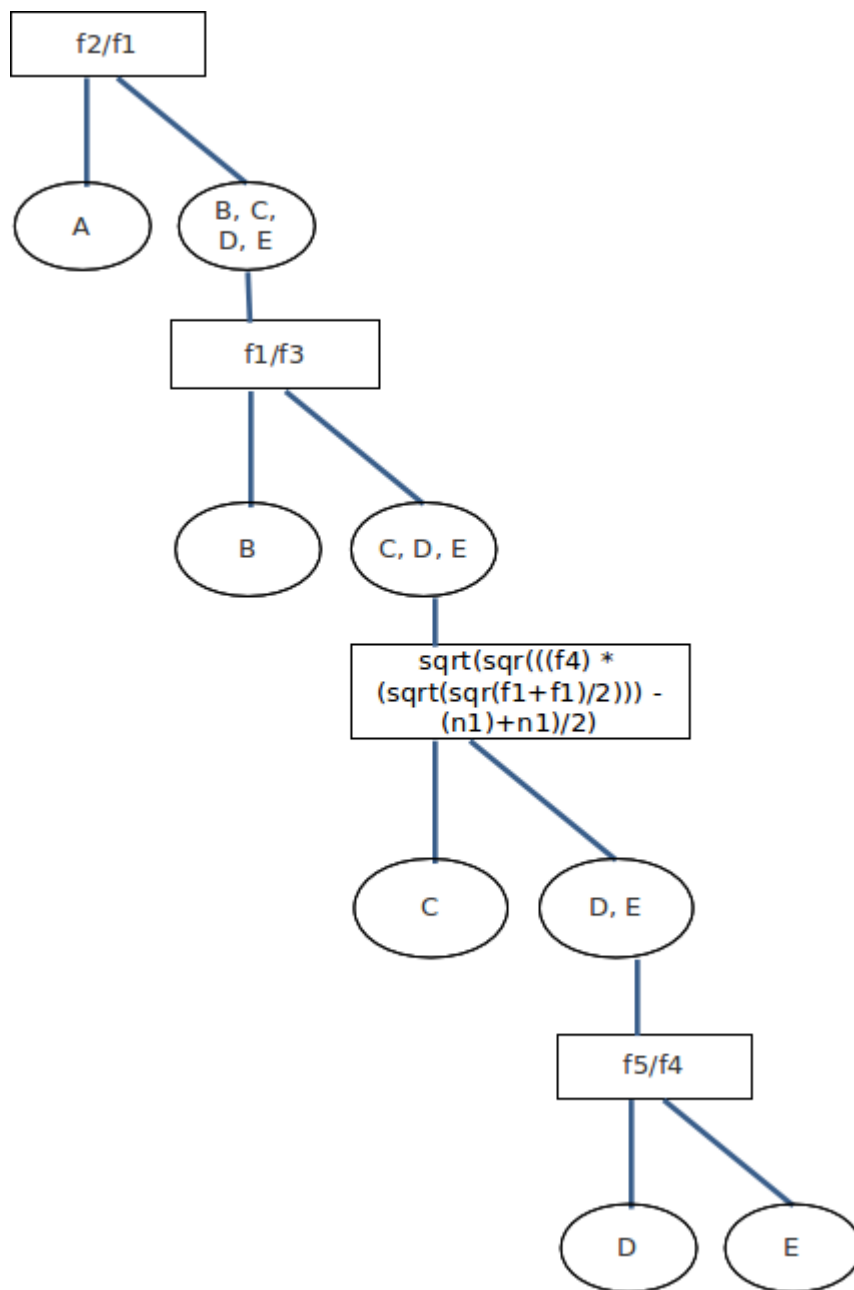 f2/f1
A
B, C,
D, E
f1/f3
B
C, D, E
sqrt(sqr(((f4) *
(sqrt(sqr(f1+f1)/2))) -
(n1)+n1)/2)
C
D, E
f5/f4
D
E